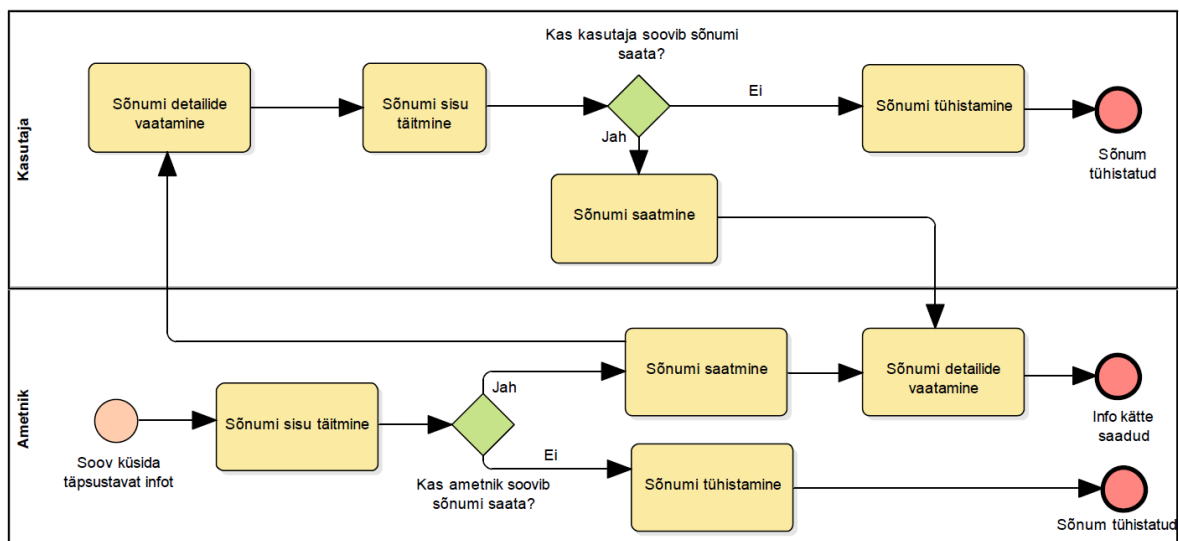 Kasutaja
Kas kasutaja soovib sõnumi
saata?
Sõnumi detailide
vaatamine
Sõnumi sisu
täitmine
Ei
Sõnumi tühistamine
Jah
Sõnum
tühistatud
Sõnumi saatmine
Ametnik
Sõnumi saatmine
Sõnumi detailide
vaatamine
Jah
Sõnumi sisu täitmine
Info kätte
saadud
Soov küsida
täpsustavat infot
Ei
Kas ametnik soovib
sõnumi saata?
Sõnumi tühistamine
Sõnum tühistatud